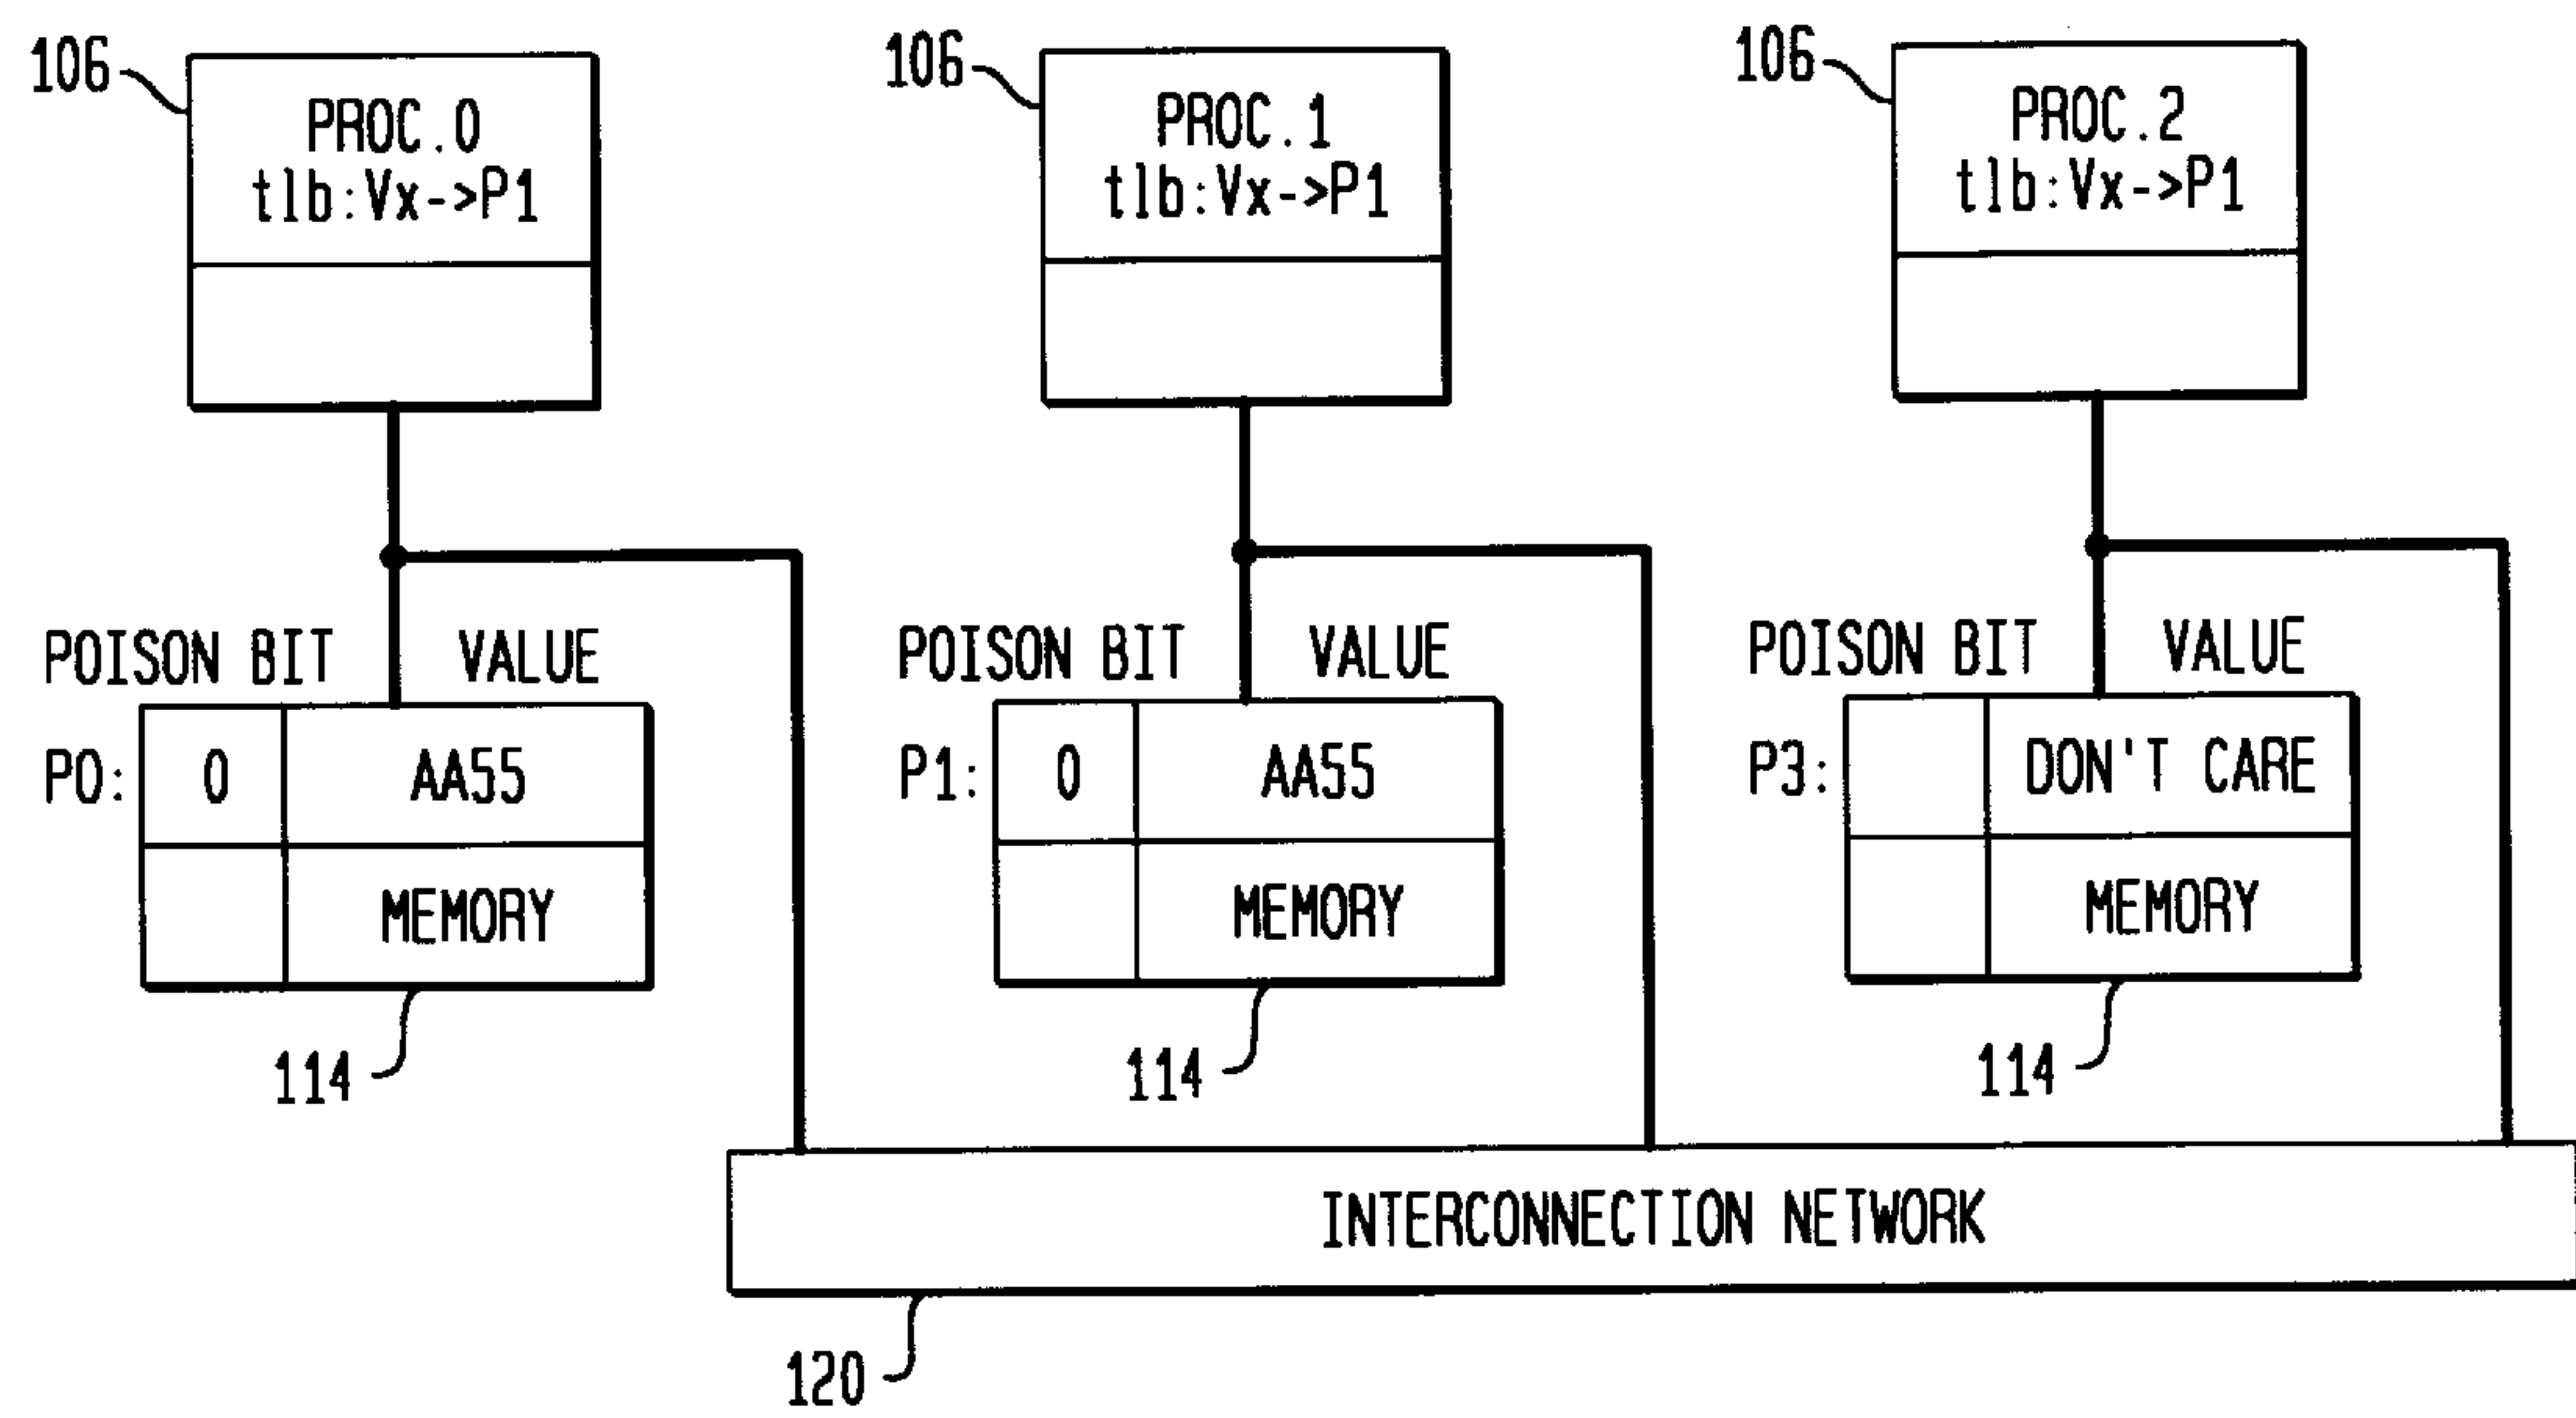 106
PROC.0
tlb:Vx->P1
106
PROC.1
tlb:Vx->P1
106
PROC.2
tlb:Vx->P1
POISON BIT VALUE
P0: 0 AA55
MEMORY
114
POISON BIT VALUE
P1: 0 AA55
MEMORY
114
POISON BIT VALUE
P3: DON'T CARE
MEMORY
114
INTERCONNECTION NETWORK
120